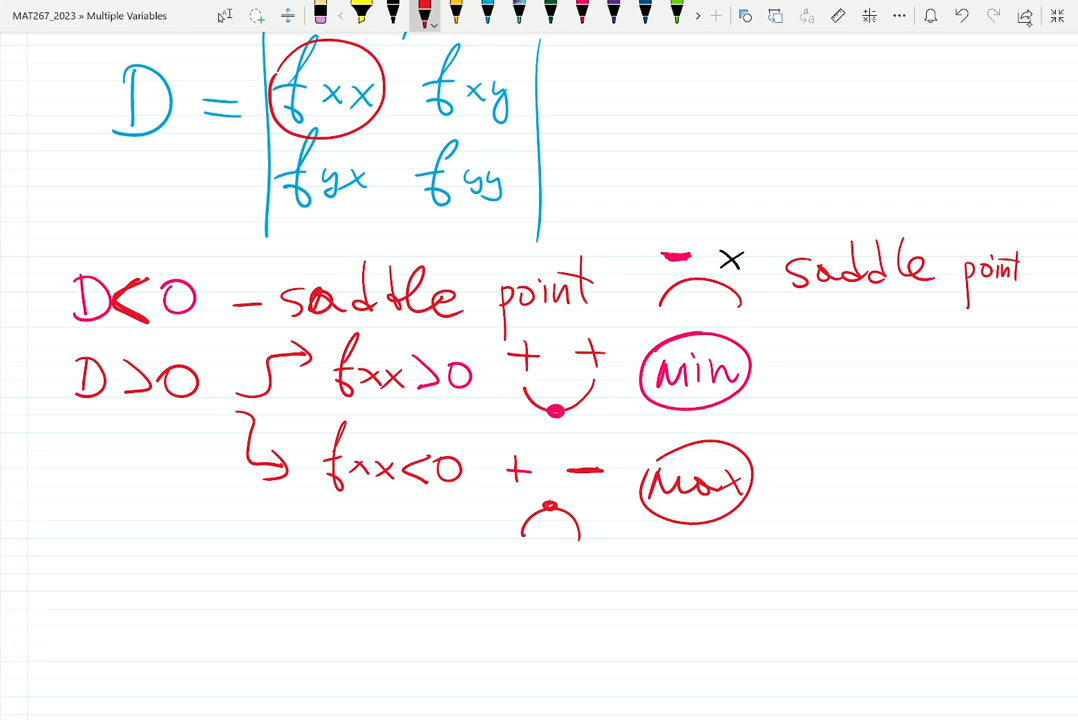 MAT267_2023 » Multiple Variables
D = | fxx fxy |
| fyx fyy |
D<0 – saddle point – x saddle point
D>0 fxx>0 + + Min
fxx<0 + – Max